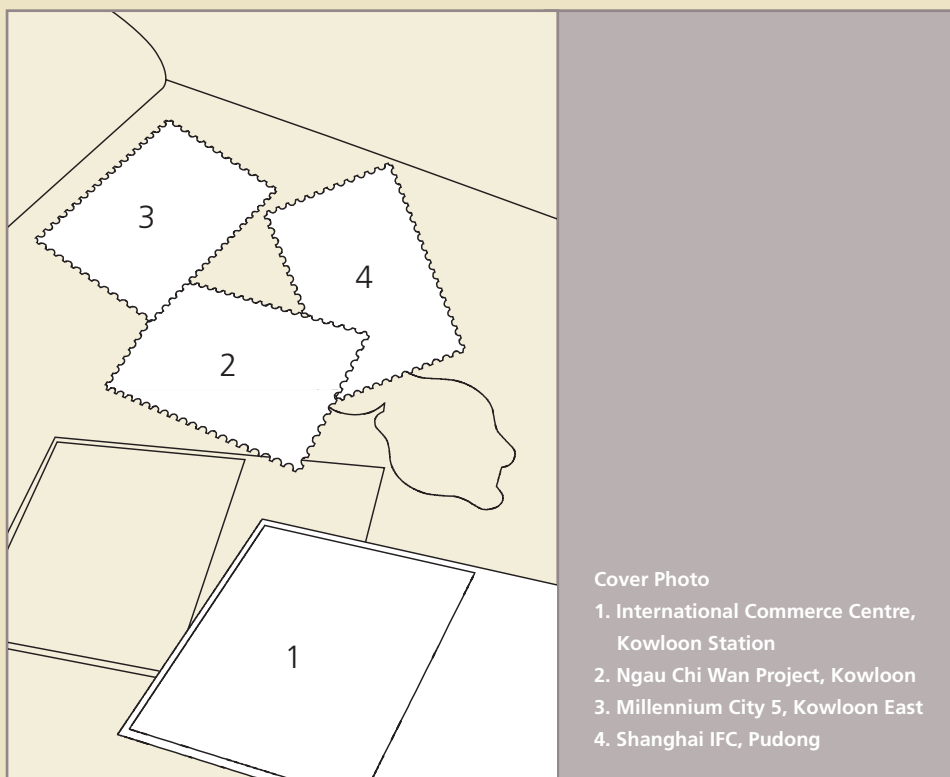 3
4
2
1
Cover Photo
1. International Commerce Centre,
Kowloon Station
2. Ngau Chi Wan Project, Kowloon
3. Millennium City 5, Kowloon East
4. Shanghai IFC, Pudong